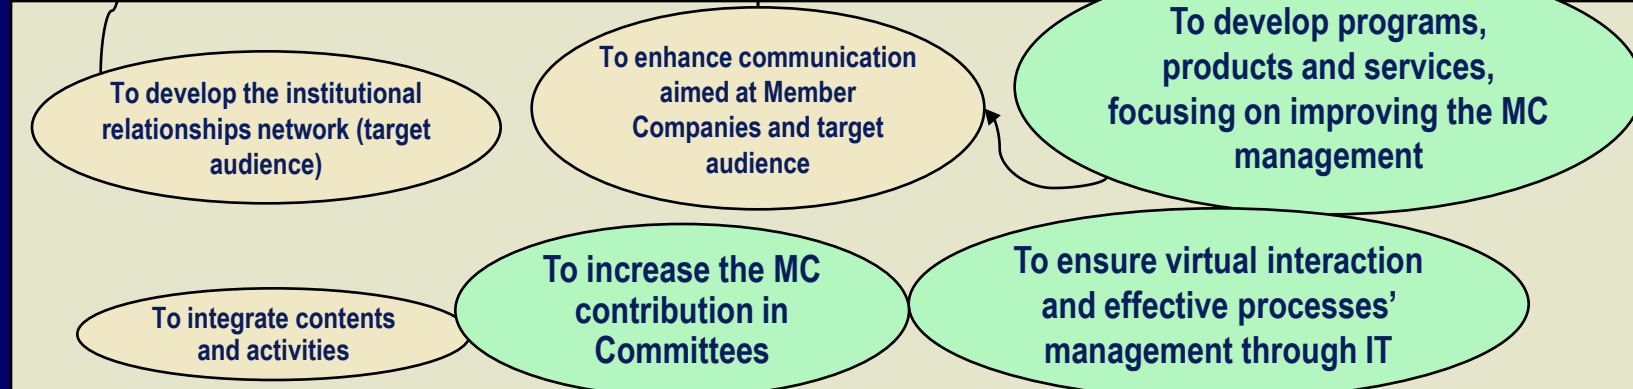 To develop the institutional
relationships network (target
audience)
To enhance communication
aimed at Member
Companies and target
audience
To develop programs,
products and services,
focusing on improving the MC
management
To integrate contents
and activities
To increase the MC
contribution in
Committees
To ensure virtual interaction
and effective processes’
management through IT